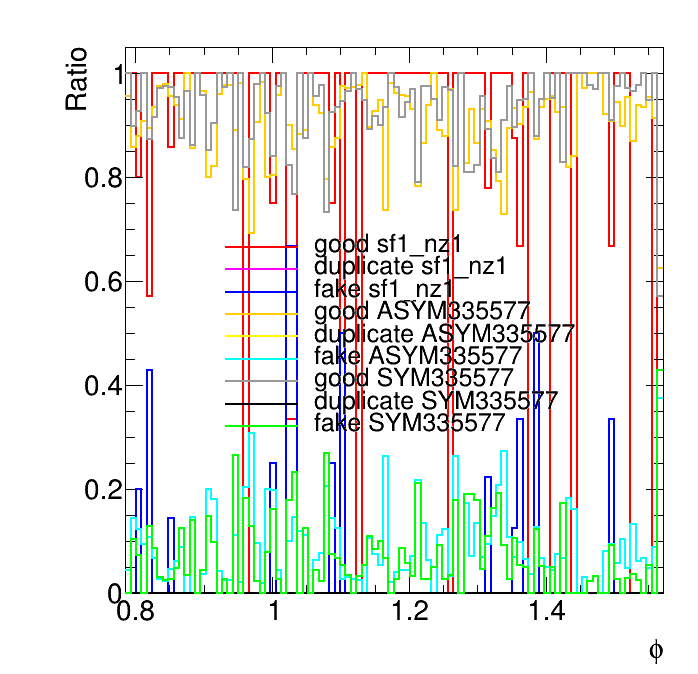 Ratio
1
0.8
0.6
0.4
0.2
0
good sf1_nz1
duplicate sf1_nz1
fake sf1_nz1
good ASYM335577
duplicate ASYM335577
fake ASYM335577
good SYM335577
duplicate SYM335577
fake SYM335577
0.8 1 1.2 1.4
ϕ